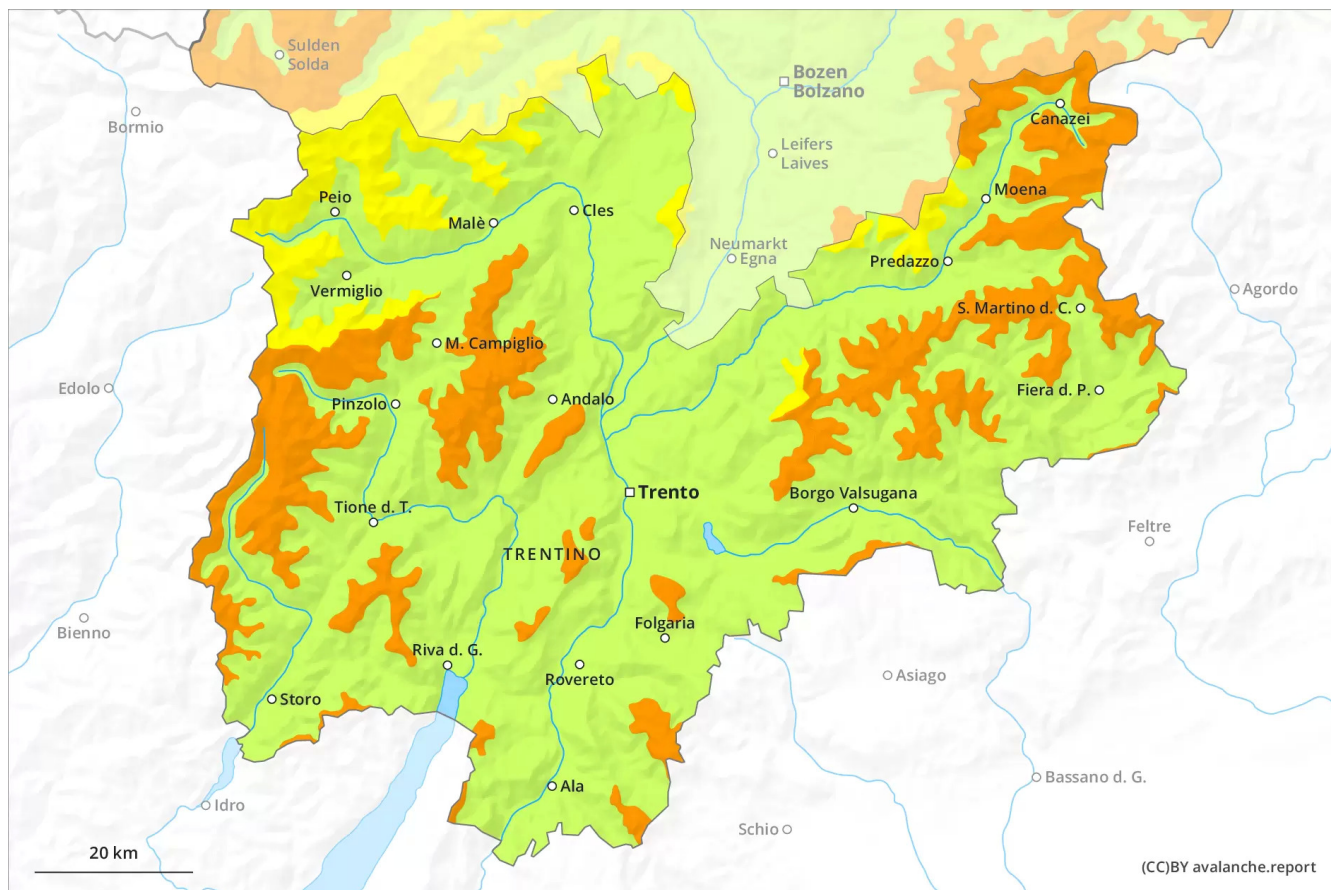 Sulden
Solda
Bozen
Bolzano
Bormio
Canazei
Leifers
Laives
Peio
Moena
Malè
Cles
Neumarkt
Egna
Predazzo
Vermiglio
Agordo
S. Martino d. C.
M. Campiglio
Edolo
Fiera d. P.
Andalo
Pinzolo
Trento
Borgo Valsugana
Tione d. T.
Feltre
TRENTINO
Folgaria
Bienno
Riva d. G.
Rovereto
Asiago
Storo
Bassano d. G.
Ala
Idro
Schio
20 km
(CC)BY avalanche.report